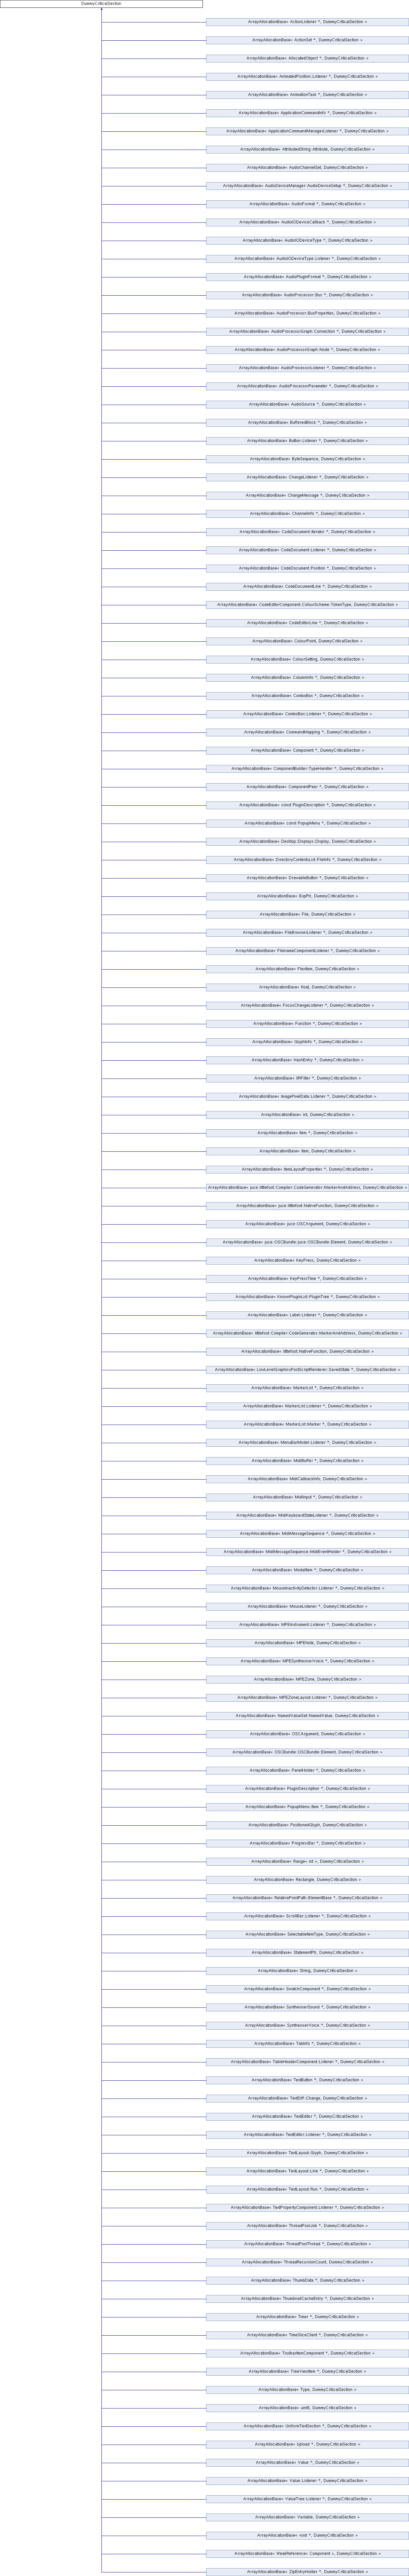 DummyCriticalSection
ArrayAllocationBase< ActionListener *, DummyCriticalSection >
ArrayAllocationBase< ActionSet *, DummyCriticalSection >
ArrayAllocationBase< AllocatedObject *, DummyCriticalSection >
ArrayAllocationBase< AnimatedPosition::Listener *, DummyCriticalSection >
ArrayAllocationBase< AnimationTask *, DummyCriticalSection >
ArrayAllocationBase< ApplicationCommandInfo *, DummyCriticalSection >
ArrayAllocationBase< ApplicationCommandManagerListener *, DummyCriticalSection >
ArrayAllocationBase< AttributedString::Attribute, DummyCriticalSection >
ArrayAllocationBase< AudioChannelSet, DummyCriticalSection >
ArrayAllocationBase< AudioDeviceManager::AudioDeviceSetup *, DummyCriticalSection >
ArrayAllocationBase< AudioFormat *, DummyCriticalSection >
ArrayAllocationBase< AudioIODeviceCallback *, DummyCriticalSection >
ArrayAllocationBase< AudioIODeviceType *, DummyCriticalSection >
ArrayAllocationBase< AudioIODeviceType::Listener *, DummyCriticalSection >
ArrayAllocationBase< AudioPluginFormat *, DummyCriticalSection >
ArrayAllocationBase< AudioProcessor::Bus *, DummyCriticalSection >
ArrayAllocationBase< AudioProcessor::BusProperties, DummyCriticalSection >
ArrayAllocationBase< AudioProcessorGraph::Connection *, DummyCriticalSection >
ArrayAllocationBase< AudioProcessorGraph::Node *, DummyCriticalSection >
ArrayAllocationBase< AudioProcessorListener *, DummyCriticalSection >
ArrayAllocationBase< AudioProcessorParameter *, DummyCriticalSection >
ArrayAllocationBase< AudioSource *, DummyCriticalSection >
ArrayAllocationBase< BufferedBlock *, DummyCriticalSection >
ArrayAllocationBase< Button::Listener *, DummyCriticalSection >
ArrayAllocationBase< ByteSequence, DummyCriticalSection >
ArrayAllocationBase< ChangeListener *, DummyCriticalSection >
ArrayAllocationBase< ChangeMessage *, DummyCriticalSection >
ArrayAllocationBase< ChannelInfo *, DummyCriticalSection >
ArrayAllocationBase< CodeDocument::Iterator *, DummyCriticalSection >
ArrayAllocationBase< CodeDocument::Listener *, DummyCriticalSection >
ArrayAllocationBase< CodeDocument::Position *, DummyCriticalSection >
ArrayAllocationBase< CodeDocumentLine *, DummyCriticalSection >
ArrayAllocationBase< CodeEditorComponent::ColourScheme::TokenType, DummyCriticalSection >
ArrayAllocationBase< CodeEditorLine *, DummyCriticalSection >
ArrayAllocationBase< ColourPoint, DummyCriticalSection >
ArrayAllocationBase< ColourSetting, DummyCriticalSection >
ArrayAllocationBase< ColumnInfo *, DummyCriticalSection >
ArrayAllocationBase< ComboBox *, DummyCriticalSection >
ArrayAllocationBase< ComboBox::Listener *, DummyCriticalSection >
ArrayAllocationBase< CommandMapping *, DummyCriticalSection >
ArrayAllocationBase< Component *, DummyCriticalSection >
ArrayAllocationBase< ComponentBuilder::TypeHandler *, DummyCriticalSection >
ArrayAllocationBase< ComponentPeer *, DummyCriticalSection >
ArrayAllocationBase< const PluginDescription *, DummyCriticalSection >
ArrayAllocationBase< const PopupMenu *, DummyCriticalSection >
ArrayAllocationBase< Desktop::Displays::Display, DummyCriticalSection >
ArrayAllocationBase< DirectoryContentsList::FileInfo *, DummyCriticalSection >
ArrayAllocationBase< DrawableButton *, DummyCriticalSection >
ArrayAllocationBase< ExpPtr, DummyCriticalSection >
ArrayAllocationBase< File, DummyCriticalSection >
ArrayAllocationBase< FileBrowserListener *, DummyCriticalSection >
ArrayAllocationBase< FilenameComponentListener *, DummyCriticalSection >
ArrayAllocationBase< FlexItem, DummyCriticalSection >
ArrayAllocationBase< float, DummyCriticalSection >
ArrayAllocationBase< FocusChangeListener *, DummyCriticalSection >
ArrayAllocationBase< Function *, DummyCriticalSection >
ArrayAllocationBase< GlyphInfo *, DummyCriticalSection >
ArrayAllocationBase< HashEntry *, DummyCriticalSection >
ArrayAllocationBase< IIRFilter *, DummyCriticalSection >
ArrayAllocationBase< ImagePixelData::Listener *, DummyCriticalSection >
ArrayAllocationBase< int, DummyCriticalSection >
ArrayAllocationBase< Item *, DummyCriticalSection >
ArrayAllocationBase< Item, DummyCriticalSection >
ArrayAllocationBase< ItemLayoutProperties *, DummyCriticalSection >
ArrayAllocationBase< juce::littlefoot::Compiler::CodeGenerator::MarkerAndAddress, DummyCriticalSection >
ArrayAllocationBase< juce::littlefoot::NativeFunction, DummyCriticalSection >
ArrayAllocationBase< juce::OSCArgument, DummyCriticalSection >
ArrayAllocationBase< juce::OSCBundle::juce::OSCBundle::Element, DummyCriticalSection >
ArrayAllocationBase< KeyPress, DummyCriticalSection >
ArrayAllocationBase< KeyPressTime *, DummyCriticalSection >
ArrayAllocationBase< KnownPluginList::PluginTree *, DummyCriticalSection >
ArrayAllocationBase< Label::Listener *, DummyCriticalSection >
ArrayAllocationBase< littlefoot::Compiler::CodeGenerator::MarkerAndAddress, DummyCriticalSection >
ArrayAllocationBase< littlefoot::NativeFunction, DummyCriticalSection >
ArrayAllocationBase< LowLevelGraphicsPostScriptRenderer::SavedState *, DummyCriticalSection >
ArrayAllocationBase< MarkerList *, DummyCriticalSection >
ArrayAllocationBase< MarkerList::Listener *, DummyCriticalSection >
ArrayAllocationBase< MarkerList::Marker *, DummyCriticalSection >
ArrayAllocationBase< MenuBarModel::Listener *, DummyCriticalSection >
ArrayAllocationBase< MidiBuffer *, DummyCriticalSection >
ArrayAllocationBase< MidiCallbackInfo, DummyCriticalSection >
ArrayAllocationBase< MidiInput *, DummyCriticalSection >
ArrayAllocationBase< MidiKeyboardStateListener *, DummyCriticalSection >
ArrayAllocationBase< MidiMessageSequence *, DummyCriticalSection >
ArrayAllocationBase< MidiMessageSequence::MidiEventHolder *, DummyCriticalSection >
ArrayAllocationBase< ModalItem *, DummyCriticalSection >
ArrayAllocationBase< MouseInactivityDetector::Listener *, DummyCriticalSection >
ArrayAllocationBase< MouseListener *, DummyCriticalSection >
ArrayAllocationBase< MPEInstrument::Listener *, DummyCriticalSection >
ArrayAllocationBase< MPENote, DummyCriticalSection >
ArrayAllocationBase< MPESynthesiserVoice *, DummyCriticalSection >
ArrayAllocationBase< MPEZone, DummyCriticalSection >
ArrayAllocationBase< MPEZoneLayout::Listener *, DummyCriticalSection >
ArrayAllocationBase< NamedValueSet::NamedValue, DummyCriticalSection >
ArrayAllocationBase< OSCArgument, DummyCriticalSection >
ArrayAllocationBase< OSCBundle::OSCBundle::Element, DummyCriticalSection >
ArrayAllocationBase< PanelHolder *, DummyCriticalSection >
ArrayAllocationBase< PluginDescription *, DummyCriticalSection >
ArrayAllocationBase< PopupMenu::Item *, DummyCriticalSection >
ArrayAllocationBase< PositionedGlyph, DummyCriticalSection >
ArrayAllocationBase< ProgressBar *, DummyCriticalSection >
ArrayAllocationBase< Range< int >, DummyCriticalSection >
ArrayAllocationBase< Rectangle, DummyCriticalSection >
ArrayAllocationBase< RelativePointPath::ElementBase *, DummyCriticalSection >
ArrayAllocationBase< ScrollBar::Listener *, DummyCriticalSection >
ArrayAllocationBase< SelectableItemType, DummyCriticalSection >
ArrayAllocationBase< StatementPtr, DummyCriticalSection >
ArrayAllocationBase< String, DummyCriticalSection >
ArrayAllocationBase< SwatchComponent *, DummyCriticalSection >
ArrayAllocationBase< SynthesiserSound *, DummyCriticalSection >
ArrayAllocationBase< SynthesiserVoice *, DummyCriticalSection >
ArrayAllocationBase< TabInfo *, DummyCriticalSection >
ArrayAllocationBase< TableHeaderComponent::Listener *, DummyCriticalSection >
ArrayAllocationBase< TextButton *, DummyCriticalSection >
ArrayAllocationBase< TextDiff::Change, DummyCriticalSection >
ArrayAllocationBase< TextEditor *, DummyCriticalSection >
ArrayAllocationBase< TextEditor::Listener *, DummyCriticalSection >
ArrayAllocationBase< TextLayout::Glyph, DummyCriticalSection >
ArrayAllocationBase< TextLayout::Line *, DummyCriticalSection >
ArrayAllocationBase< TextLayout::Run *, DummyCriticalSection >
ArrayAllocationBase< TextPropertyComponent::Listener *, DummyCriticalSection >
ArrayAllocationBase< ThreadPoolJob *, DummyCriticalSection >
ArrayAllocationBase< ThreadPoolThread *, DummyCriticalSection >
ArrayAllocationBase< ThreadRecursionCount, DummyCriticalSection >
ArrayAllocationBase< ThumbData *, DummyCriticalSection >
ArrayAllocationBase< ThumbnailCacheEntry *, DummyCriticalSection >
ArrayAllocationBase< Timer *, DummyCriticalSection >
ArrayAllocationBase< TimeSliceClient *, DummyCriticalSection >
ArrayAllocationBase< ToolbarItemComponent *, DummyCriticalSection >
ArrayAllocationBase< TreeViewItem *, DummyCriticalSection >
ArrayAllocationBase< Type, DummyCriticalSection >
ArrayAllocationBase< uint8, DummyCriticalSection >
ArrayAllocationBase< UniformTextSection *, DummyCriticalSection >
ArrayAllocationBase< Upload *, DummyCriticalSection >
ArrayAllocationBase< Value *, DummyCriticalSection >
ArrayAllocationBase< Value::Listener *, DummyCriticalSection >
ArrayAllocationBase< ValueTree::Listener *, DummyCriticalSection >
ArrayAllocationBase< Variable, DummyCriticalSection >
ArrayAllocationBase< void *, DummyCriticalSection >
ArrayAllocationBase< WeakReference< Component >, DummyCriticalSection >
ArrayAllocationBase< ZipEntryHolder *, DummyCriticalSection >